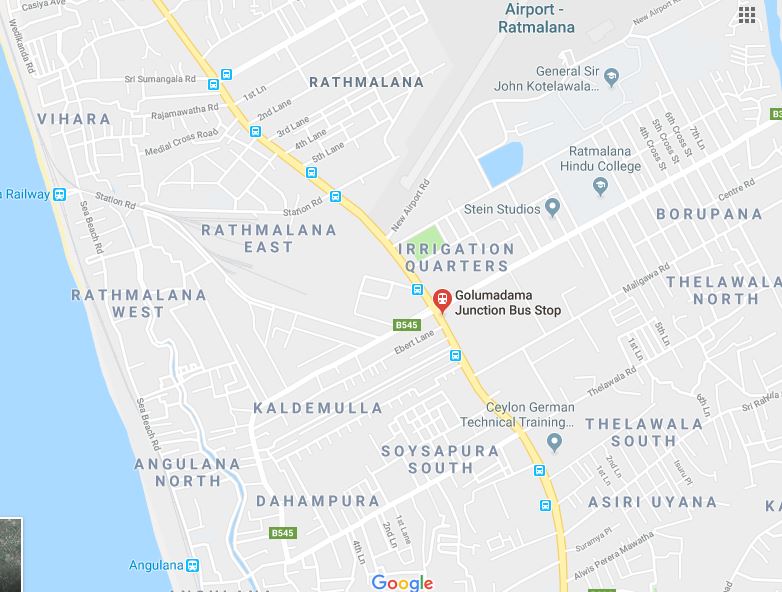 Casiya Ave
Airport -
Ratmalana
New Airport Rd
Wedikanda Rd
General Sir
John Kotelawala...
Sri Sumangala Rd
1st Ln
RATHMALANA
Rajamawatha Rd
2nd Lane
VIHARA
3rd Lane
Medial Cross Road
4th Lane
5th Lane
6th Cross St
7th Ln
5th Cross St
4th Cross St
Ratmalana
Hindu College
Centre Rd
a Railway
Station Rd
Sea Beach Rd
Station Rd
New Airport Rd
Stein Studios
BORUPANA
RATHMALANA
EAST
IRRIGATION
QUARTERS
Maligawa Rd
THELAWALA
NORTH
RATHMALANA
WEST
Golumadama
Junction Bus Stop
B545
Ebert Lane
5th Ln
1st Ln
Thelawala Rd
6th Ln
Sri Rahula
KALDEMULLA
Sea Beach Rd
Ceylon German
Technical Training...
THELAWALA
SOUTH
SOYSAPURA
SOUTH
ANGULANA
NORTH
2nd Ln
1st Ln
Isuru Pl
DAHAMPURA
ASIRI UYANA
KA
B545
1st Lane
2nd Ln
4th Ln
Suramya Pl
Alwis Perera Mawatha
Angulana
Google